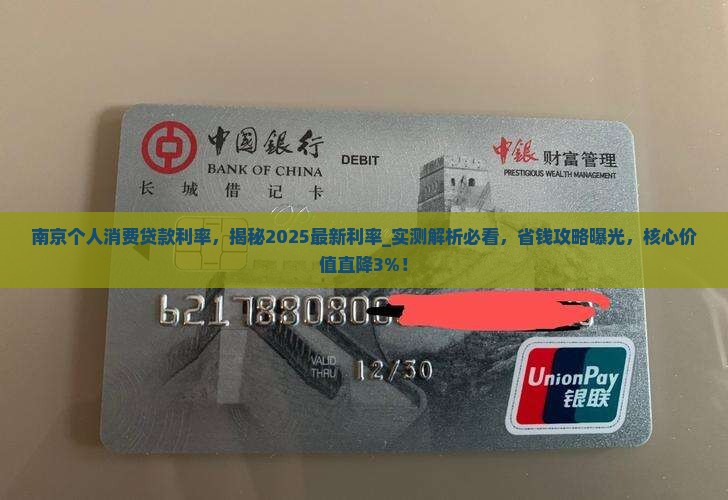 中国银行
BANK OF CHINA
DEBIT
中银 财富管理
PRESTIGIOUS WEALTH MANAGEMENT
长城借记卡
南京个人消费贷款利率，揭秘2025最新利率_实测解析必看，省钱攻略曝光，核心价
值直降3%！
6217880800
VALID
THRU 12/30
UnionPay
银联